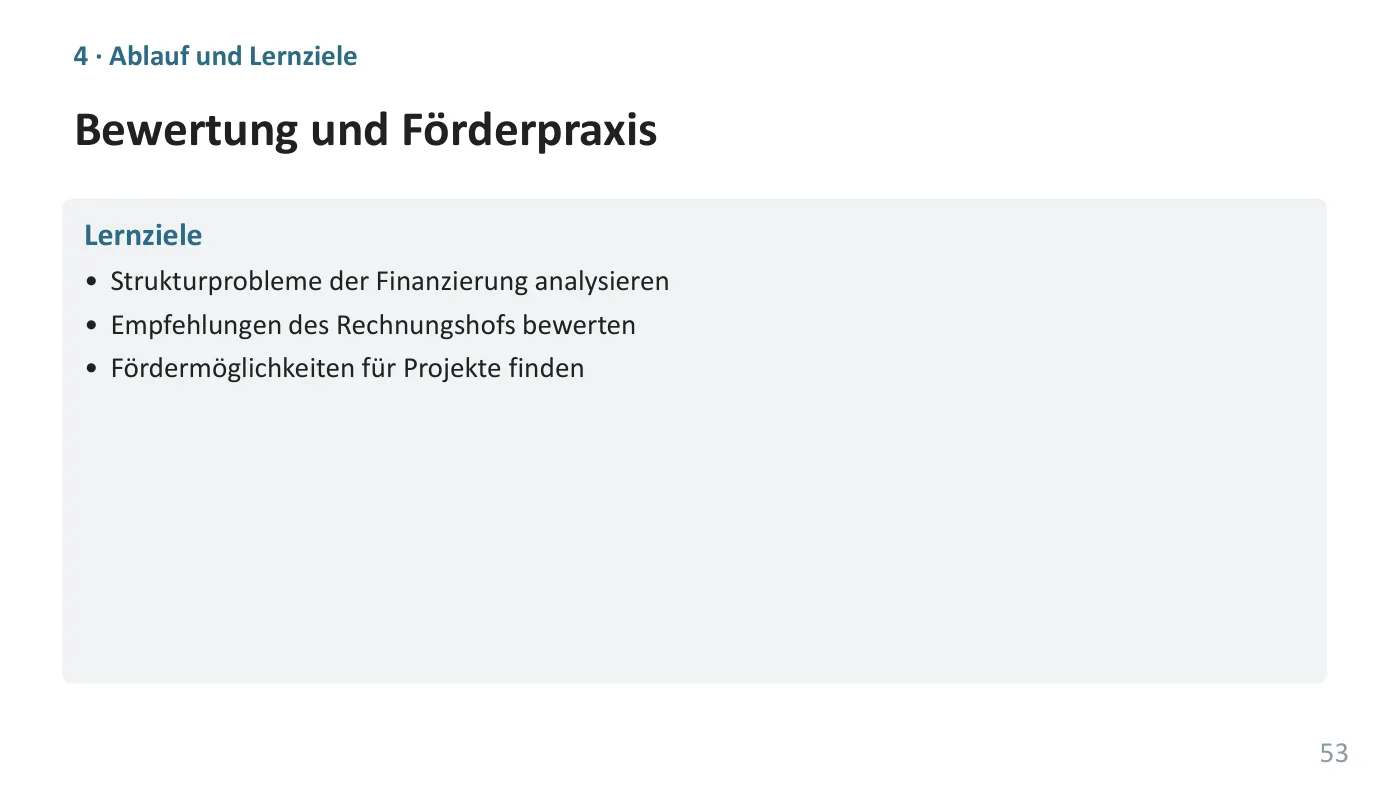 4 · Ablauf und Lernziele
Bewertung und Förderpraxis
Lernziele
• Strukturprobleme der Finanzierung analysieren
• Empfehlungen des Rechnungshofs bewerten
• Fördermöglichkeiten für Projekte finden
53